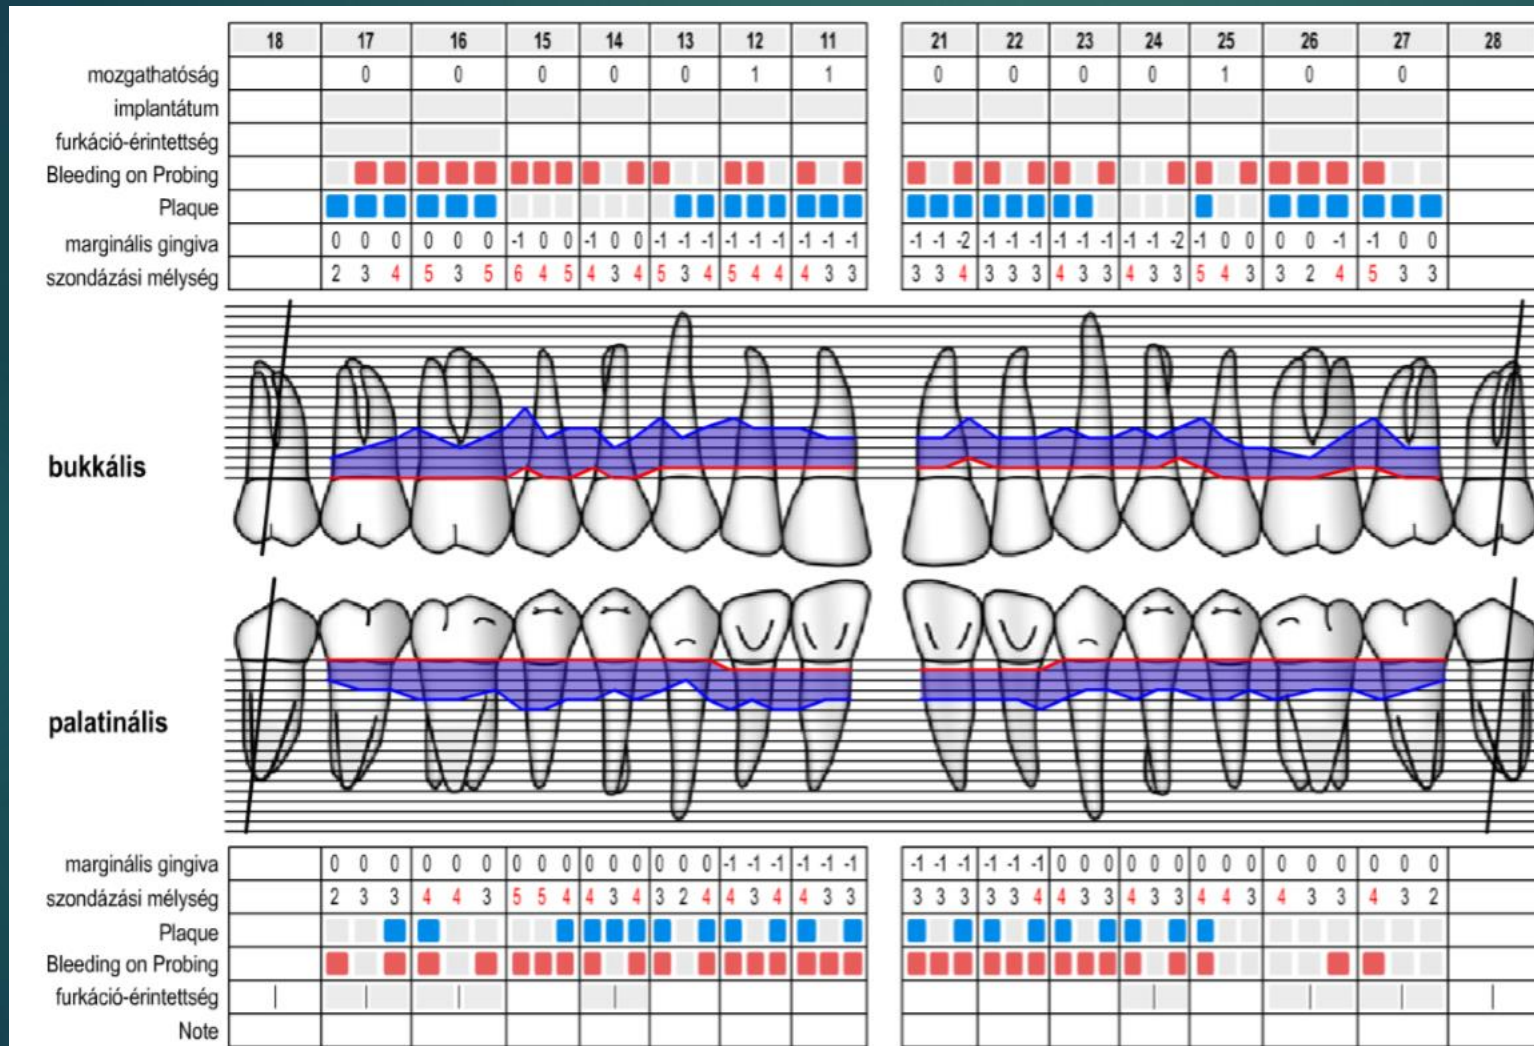 18 17 16 15 14 13 12 11 21 22 23 24 25 26 27 28
mozgathatóság 0 0 0 0 0 1 1 0 0 0 0 1 0 0
implantátum
furkáció-érintettség
Bleeding on Probing
Plaque
marginális gingiva 0 0 0 0 0 0 -1 0 0 -1 0 0 -1 -1 -1 -1 -1 -1 -1 -1 -1 -1 -1 -2 -1 -1 -1 -1 -1 -1 -1 -1 -2 -1 0 0 0 0 -1 -1 0 0
szondázási mélység 2 3 4 5 3 5 6 4 5 4 3 4 5 3 4 5 4 4 4 3 3 3 3 4 3 3 3 4 3 3 4 3 3 5 4 3 3 2 4 5 3 3
bukkális
palatinális
marginális gingiva 0 0 0 0 0 0 0 0 0 0 0 0 0 0 0 -1 -1 -1 -1 -1 -1 -1 -1 -1 -1 -1 -1 0 0 0 0 0 0 0 0 0 0 0 0 0 0 0
szondázási mélység 2 3 3 4 4 3 5 5 4 4 3 4 3 2 4 4 3 4 4 3 3 3 3 3 3 3 4 4 3 3 4 3 3 4 4 3 4 3 3 4 3 2
Plaque
Bleeding on Probing
furkáció-érintettség | | | | | | | |
Note